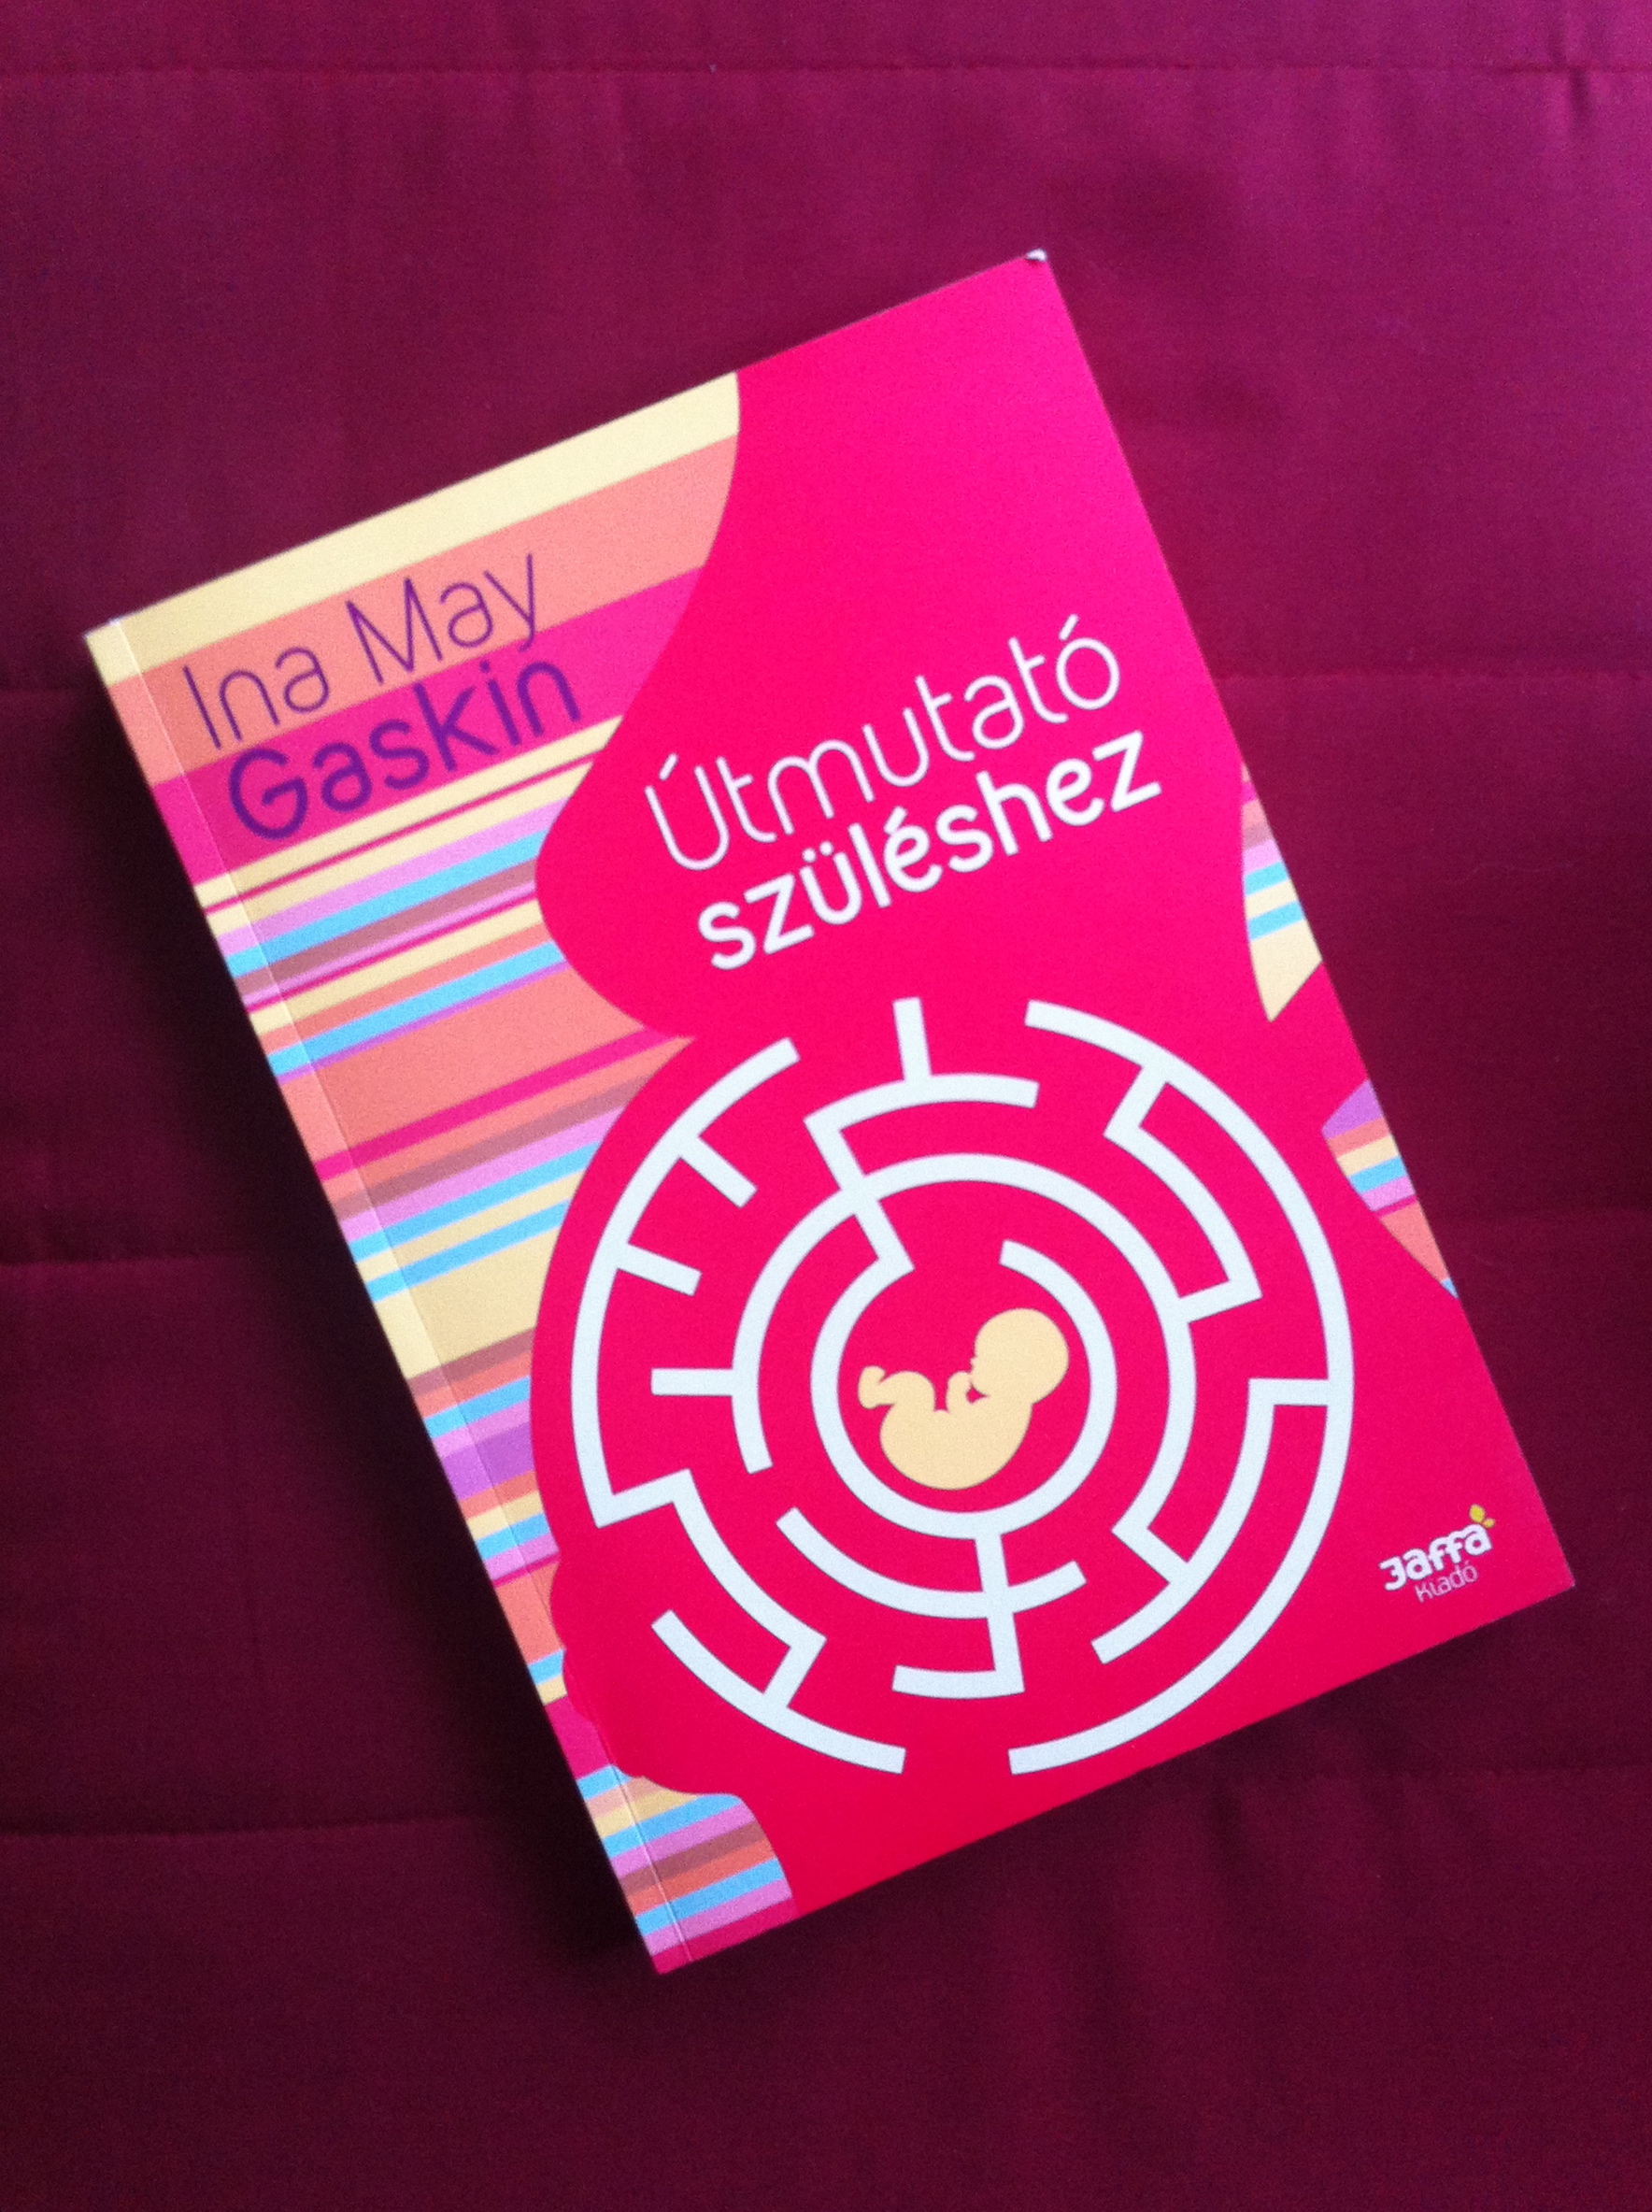 Ina May
Gaskin
Útmutató
szüléshez
Jaffa
Kiadó